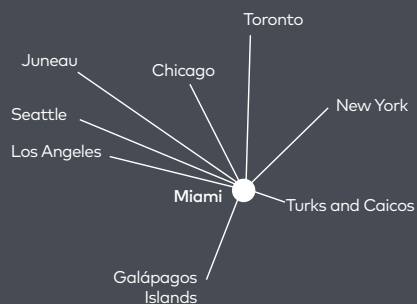 Toronto
Juneau
Chicago
New York
Seattle
Los Angeles
Miami
Turks and Caicos
Galápagos
Islands